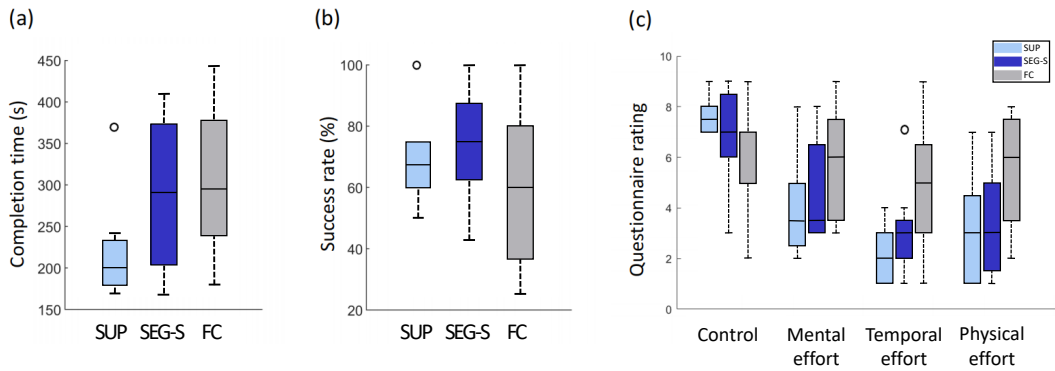 (a)
Completion time (s)
450
400
350
300
250
200
150
SUP SEG-S FC
(b)
Success rate (%)
100
80
60
40
20
SUP SEG-S FC
(c)
SUP
SEG-S
FC
Questionnaire rating
10
8
6
4
2
0
Control Mental effort Temporal effort Physical effort